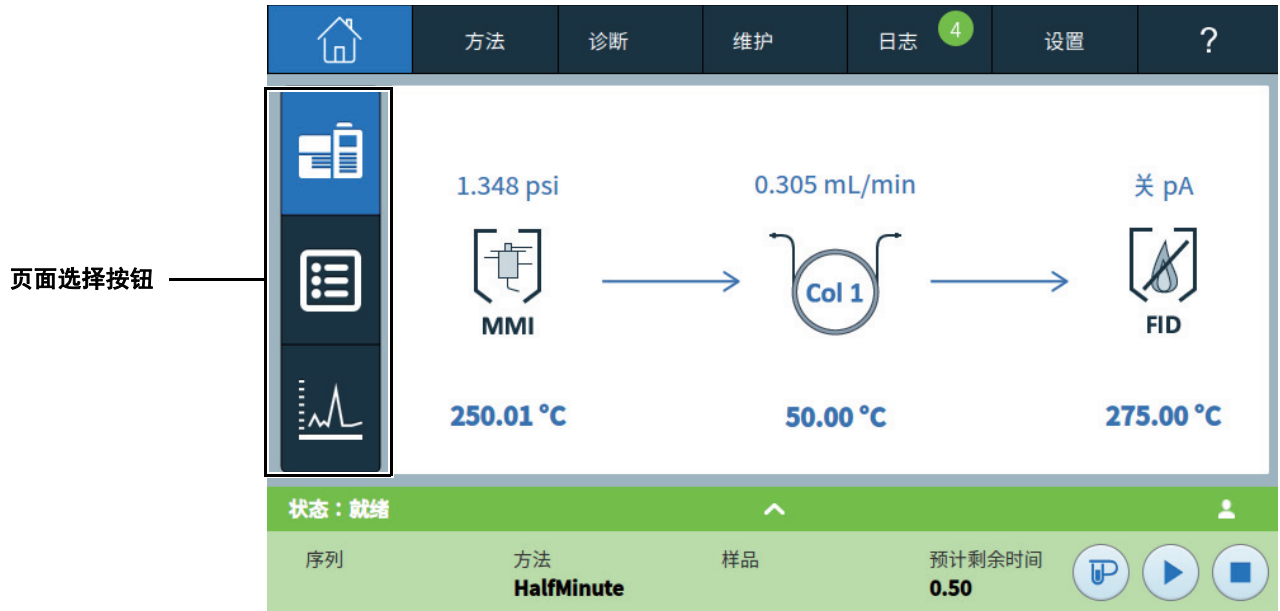 方法 诊断 维护 日志 4 设置 ?
页面选择按钮
1.348 psi 0.305 mL/min 关 pA
Col 1
MMI FID
250.01 °C 50.00 °C 275.00 °C
状态：就绪
序列 方法 样品 预计剩余时间
HalfMinute 0.50